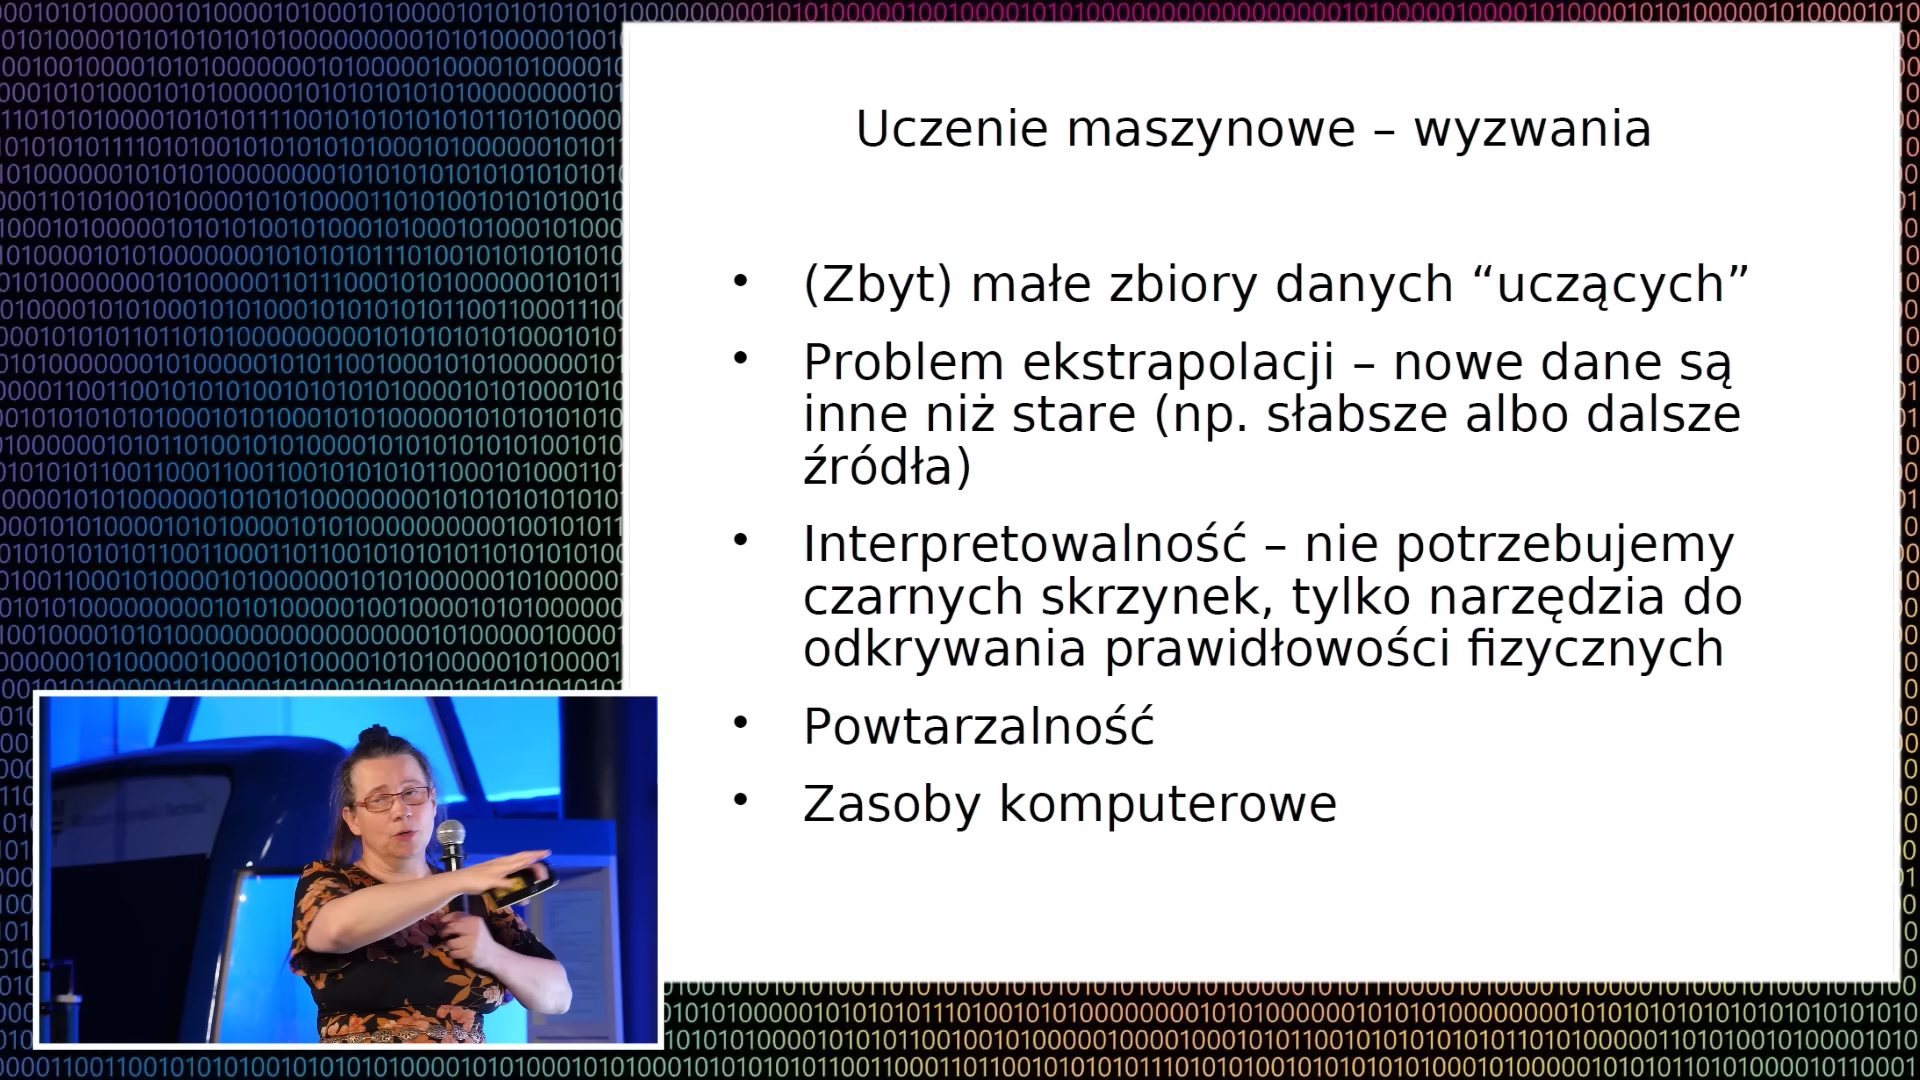 Uczenie maszynowe – wyzwania
• (Zbyt) małe zbiory danych “uczących”
• Problem ekstrapolacji – nowe dane są
inne niż stare (np. słabsze albo dalsze
źródła)
• Interpretowalność – nie potrzebujemy
czarnych skrzynek, tylko narzędzia do
odkrywania prawidłowości fizycznych
• Powtarzalność
• Zasoby komputerowe